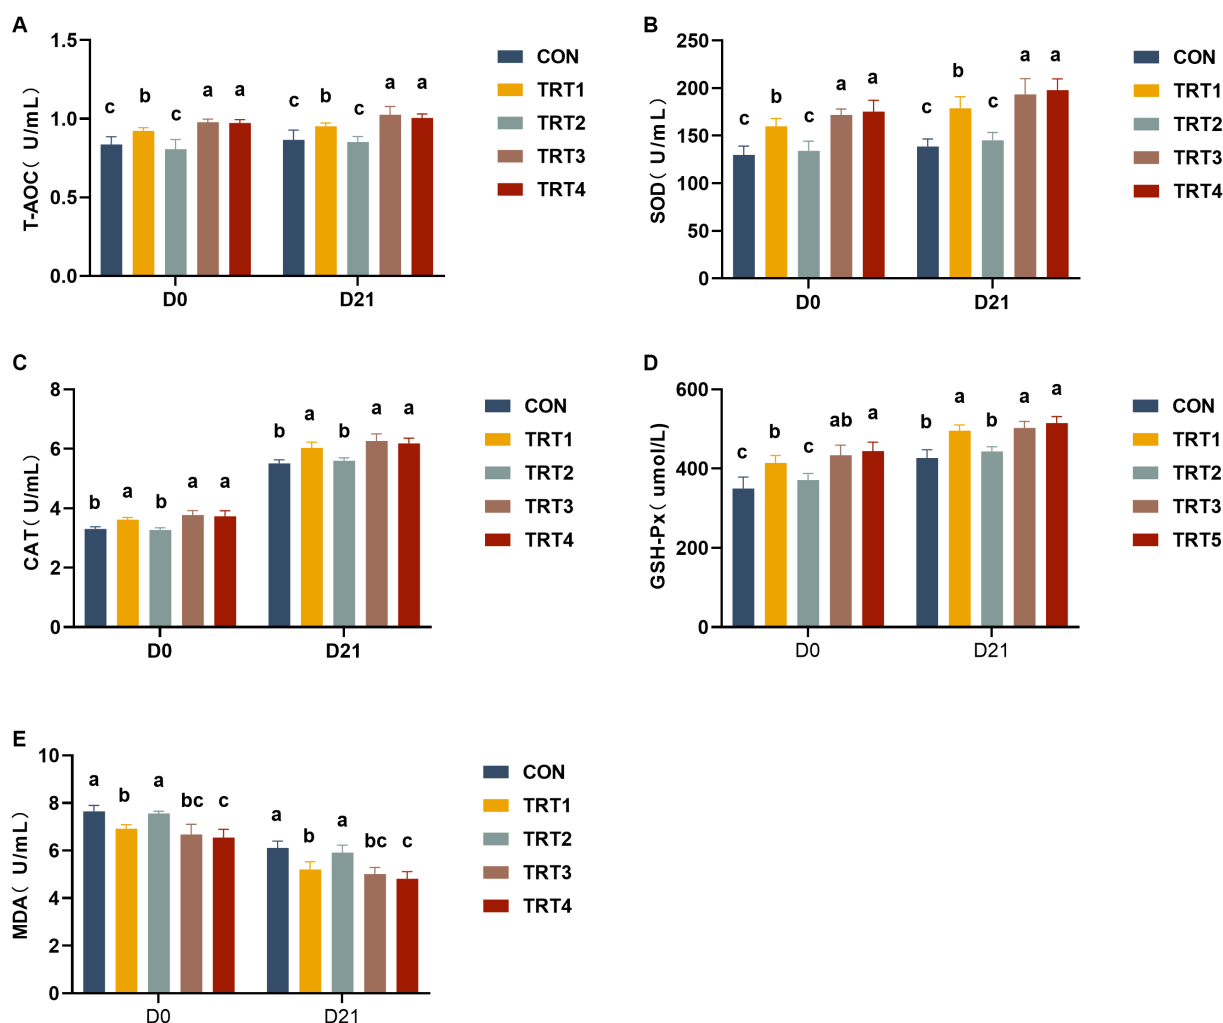 A
T-AOC( U/mL)
1.5
1.0
0.5
0.0
c b c a a
c b c a a
D0 D21
CON
TRT1
TRT2
TRT3
TRT4
B
SOD( U/mL)
250
200
150
100
50
0
c b c a a
c b c a a
D0 D21
CON
TRT1
TRT2
TRT3
TRT4
C
CAT( U/mL)
8
6
4
2
0
b a b a a
b a b a a
D0 D21
CON
TRT1
TRT2
TRT3
TRT4
D
GSH-Px( umol/L)
600
400
200
0
c b c ab a
b a b a a
D0 D21
CON
TRT1
TRT2
TRT3
TRT5
E
MDA( U/mL)
10
8
6
4
2
0
a b a bc c
a b a bc c
D0 D21
CON
TRT1
TRT2
TRT3
TRT4